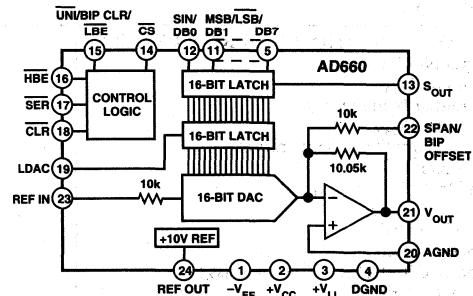 UNI/BIP CLR/
LBE
CS
SIN/
DB0
MSB/LSB/
DB1
DB7
15
14
12
11
5
AD660
HBE 16
SER 17
CLR 18
CONTROL
LOGIC
16-BIT LATCH
13 SOUT
16-BIT LATCH
10k
22 SPAN/
BIP
OFFSET
10.05k
LDAC 19
REF IN 23
10k
16-BIT DAC
−
+
21 VOUT
20 AGND
+10V REF
24
1
2
3
4
REF OUT
−VEE
+VCC
+VLL
DGND